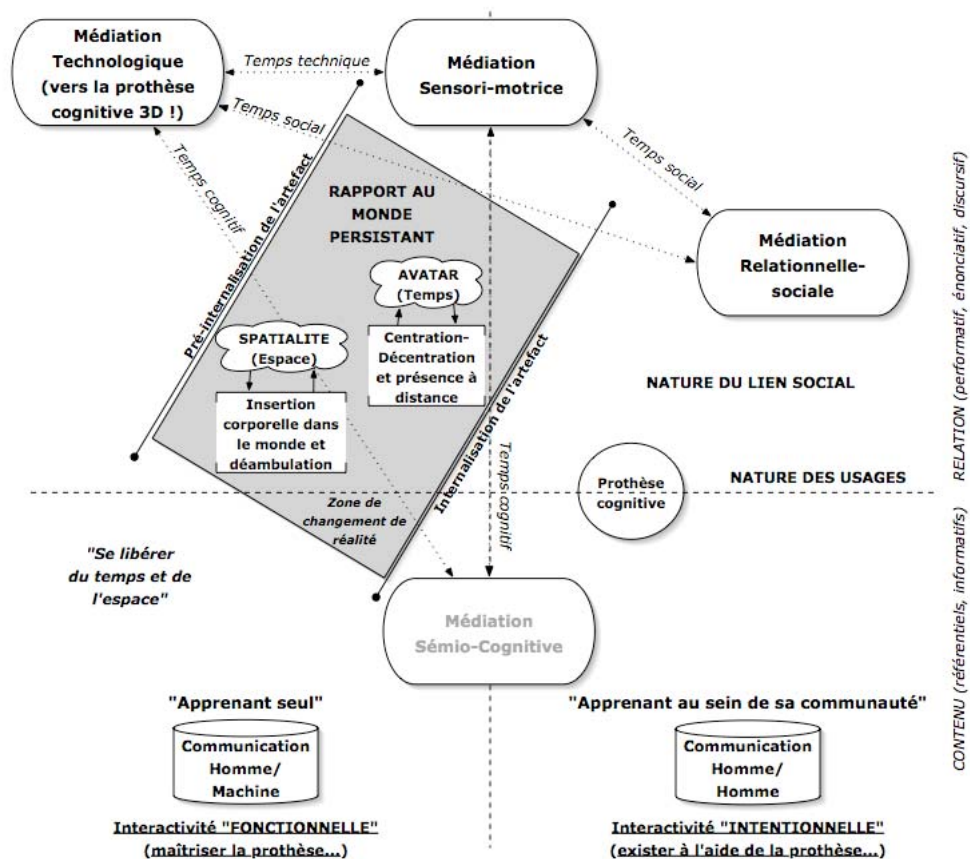 Médiation
Technologique
(vers la prothèse
cognitive 3D !)
Temps technique
Médiation
Sensori-motrice
Temps social
Temps cognitif
Temps social
Pré-internalisation de l'artefact
RAPPORT AU
MONDE
PERSISTANT
Médiation
Relationnelle-
sociale
AVATAR
(Temps)
SPATIALITE
(Espace)
Centration-
Décentration
et présence à
distance
Insertion
corporelle dans
le monde et
déambulation
Internalisation de l'artefact
NATURE DU LIEN SOCIAL
RELATION (performatif, énonciatif, discursif)
Temps cognitif
Prothèse
cognitive
NATURE DES USAGES
Zone de
changement de
réalité
"Se libérer
du temps et de
l'espace"
Médiation
Sémio-Cognitive
CONTENU (référentiels, informatifs)
"Apprenant seul"
Communication
Homme/
Machine
Interactivité "FONCTIONNELLE"
(maîtriser la prothèse...)
"Apprenant au sein de sa communauté"
Communication
Homme/
Homme
Interactivité "INTENTIONNELLE"
(exister à l'aide de la prothèse...)